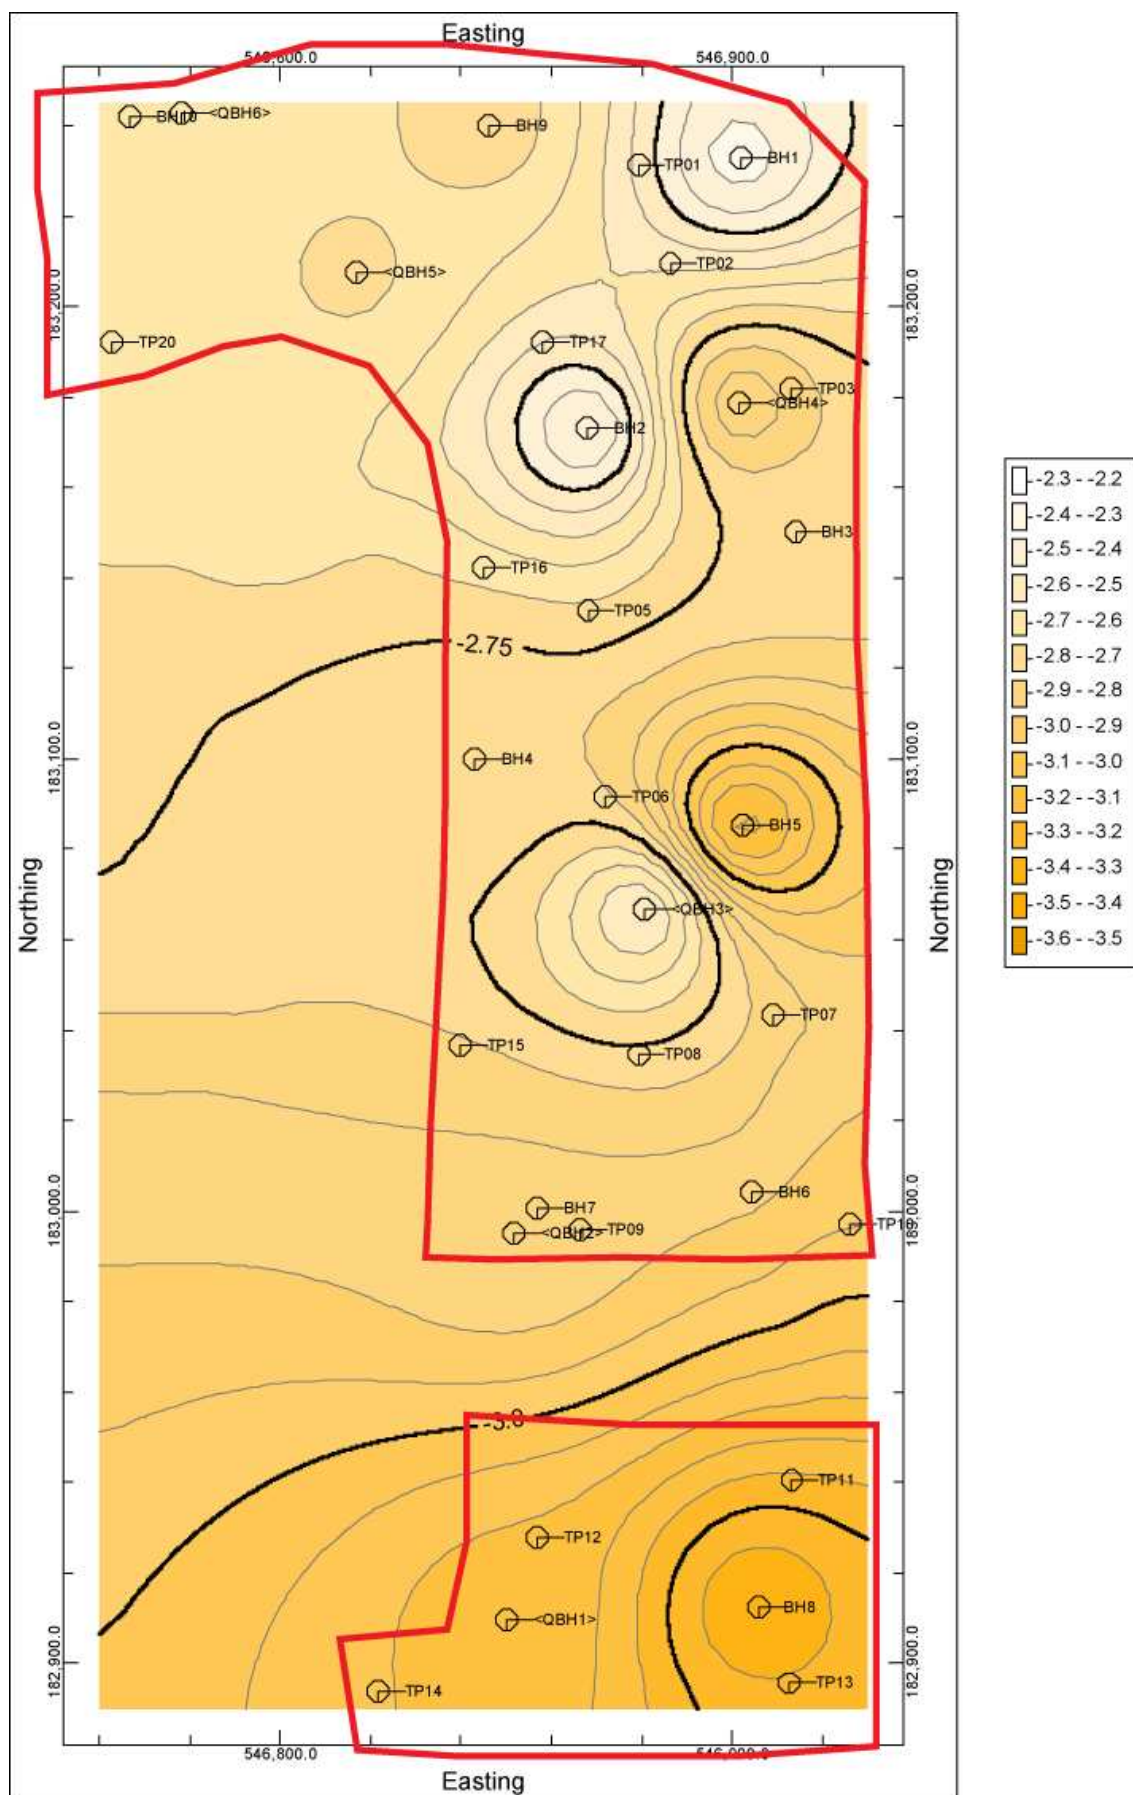 Easting
546,900.0
BH10
<QBH6>
BH9
TP01
BH1
<QBH5>
TP02
183,200.0
183,200.0
TP20
TP17
TP03
<QBH4>
BH2
BH3
TP16
TP05
-2.75
183,100.0
183,100.0
BH4
TP06
BH5
Northing
Northing
<QBH3>
TP07
TP15
TP08
BH6
183,000.0
BH7
<QBH2>
TP09
-3.0
TP11
TP12
<QBH1>
BH8
182,900.0
182,900.0
TP14
TP13
546,800.0
Easting
-2.3 - -2.2
-2.4 - -2.3
-2.5 - -2.4
-2.6 - -2.5
-2.7 - -2.6
-2.8 - -2.7
-2.9 - -2.8
-3.0 - -2.9
-3.1 - -3.0
-3.2 - -3.1
-3.3 - -3.2
-3.4 - -3.3
-3.5 - -3.4
-3.6 - -3.5